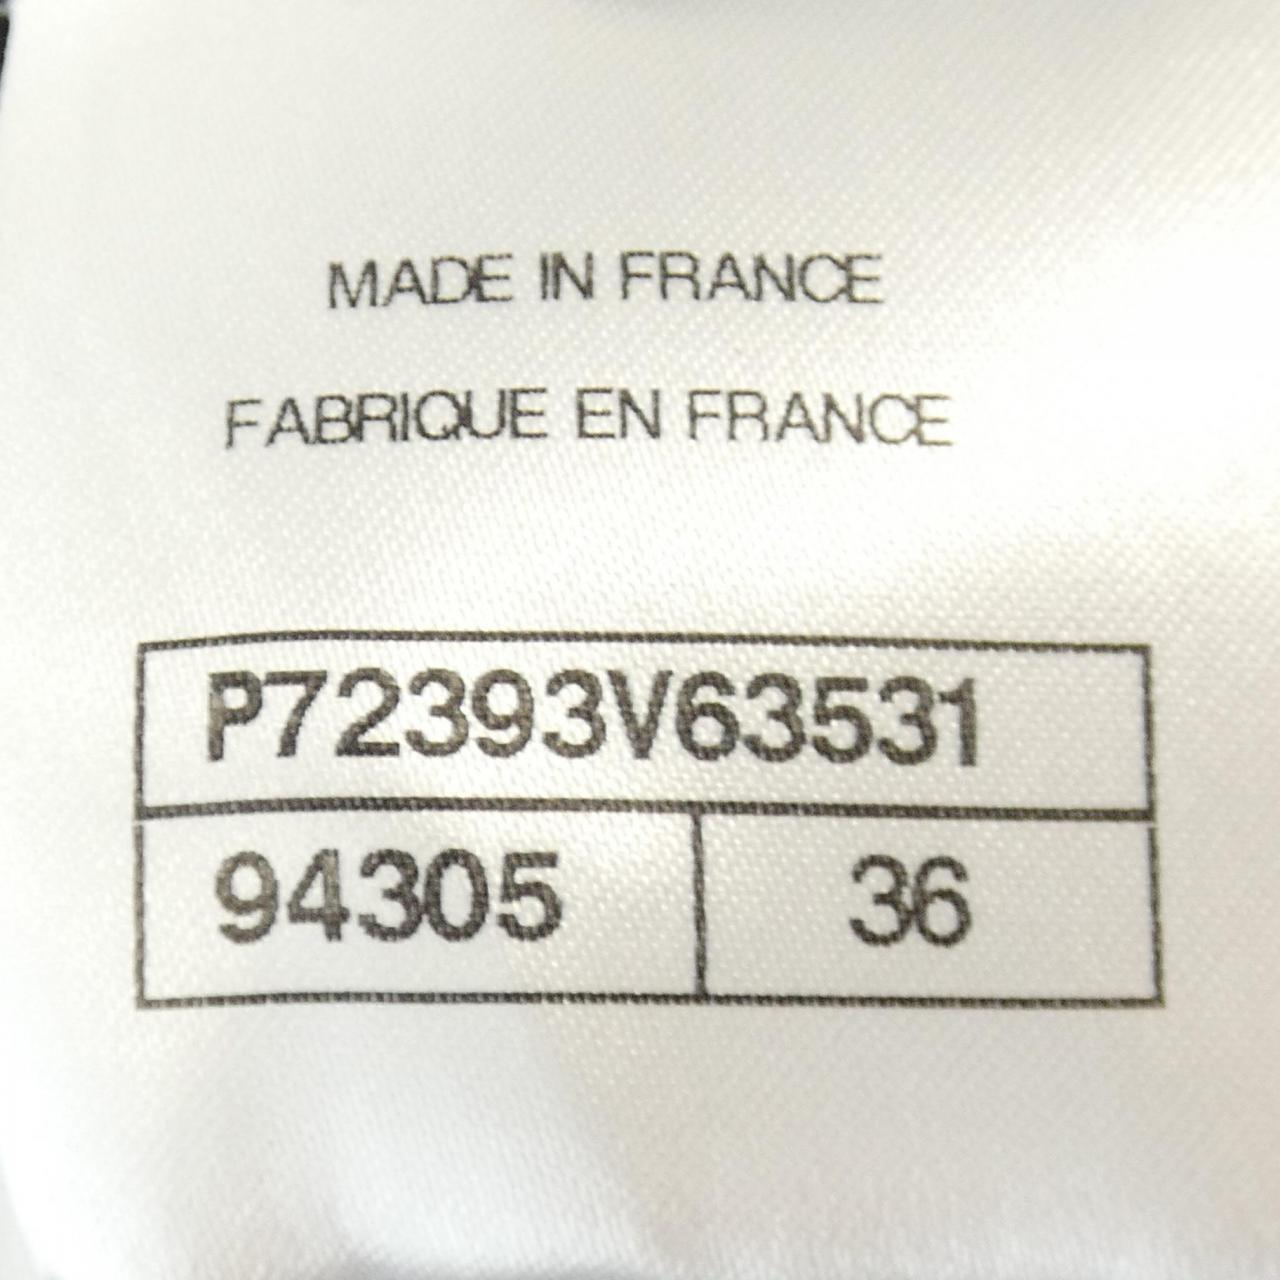 MADE IN FRANCE
FABRIQUE EN FRANCE
P72393V63531
94305 36